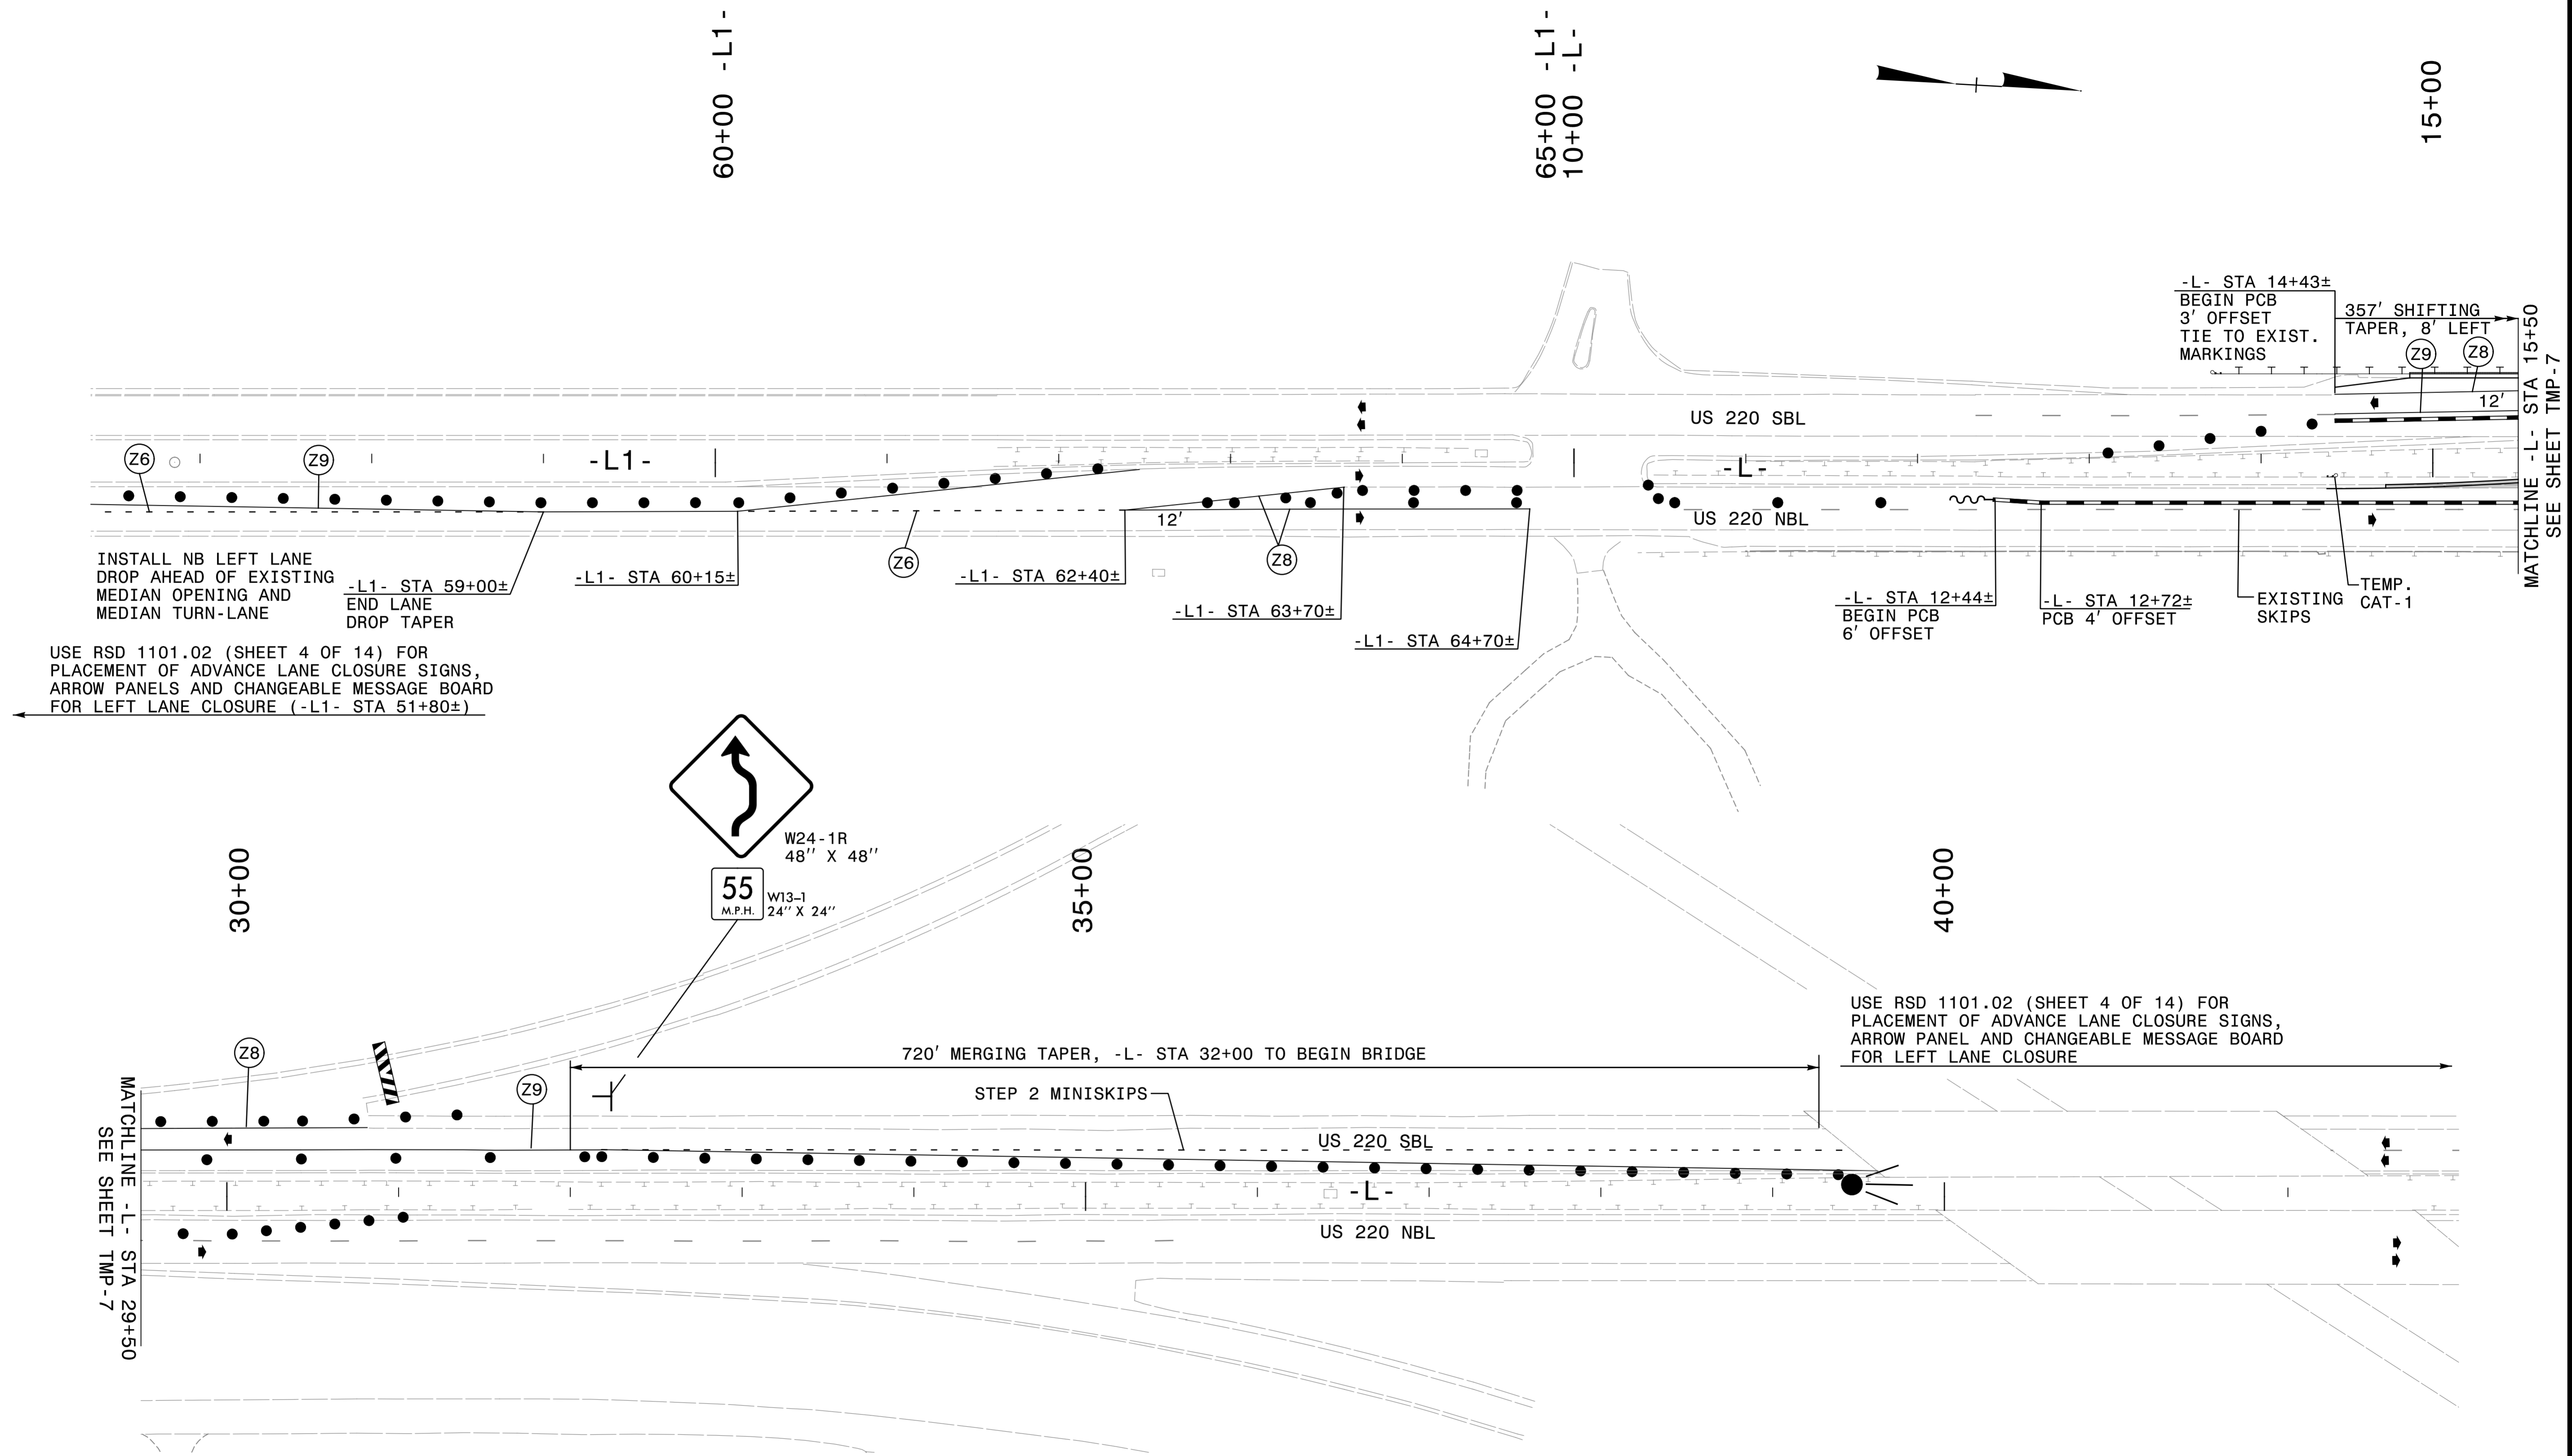 60+00 -L1-
65+00 -L1-
10+00 -L-
15+00
-L- STA 14+43±
BEGIN PCB
3' OFFSET
TIE TO EXIST.
MARKINGS
357' SHIFTING
TAPER, 8' LEFT
Z9
Z8
12'
MATCHLINE -L- STA 15+50
SEE SHEET TMP-7
US 220 SBL
Z6
Z9
-L1-
-L-
12'
US 220 NBL
Z6
Z8
INSTALL NB LEFT LANE
DROP AHEAD OF EXISTING
MEDIAN OPENING AND
MEDIAN TURN-LANE
-L1- STA 59+00±
END LANE
DROP TAPER
-L1- STA 60+15±
-L1- STA 62+40±
-L1- STA 63+70±
-L1- STA 64+70±
-L- STA 12+44±
BEGIN PCB
6' OFFSET
-L- STA 12+72±
PCB 4' OFFSET
EXISTING
SKIPS
TEMP.
CAT-1
USE RSD 1101.02 (SHEET 4 OF 14) FOR
PLACEMENT OF ADVANCE LANE CLOSURE SIGNS,
ARROW PANELS AND CHANGEABLE MESSAGE BOARD
FOR LEFT LANE CLOSURE (-L1- STA 51+80±)
W24-1R
48'' X 48''
55
M.P.H.
W13-1
24'' X 24''
30+00
35+00
40+00
USE RSD 1101.02 (SHEET 4 OF 14) FOR
PLACEMENT OF ADVANCE LANE CLOSURE SIGNS,
ARROW PANEL AND CHANGEABLE MESSAGE BOARD
FOR LEFT LANE CLOSURE
Z8
Z9
720' MERGING TAPER, -L- STA 32+00 TO BEGIN BRIDGE
STEP 2 MINISKIPS
US 220 SBL
-L-
US 220 NBL
MATCHLINE -L- STA 29+50
SEE SHEET TMP-7